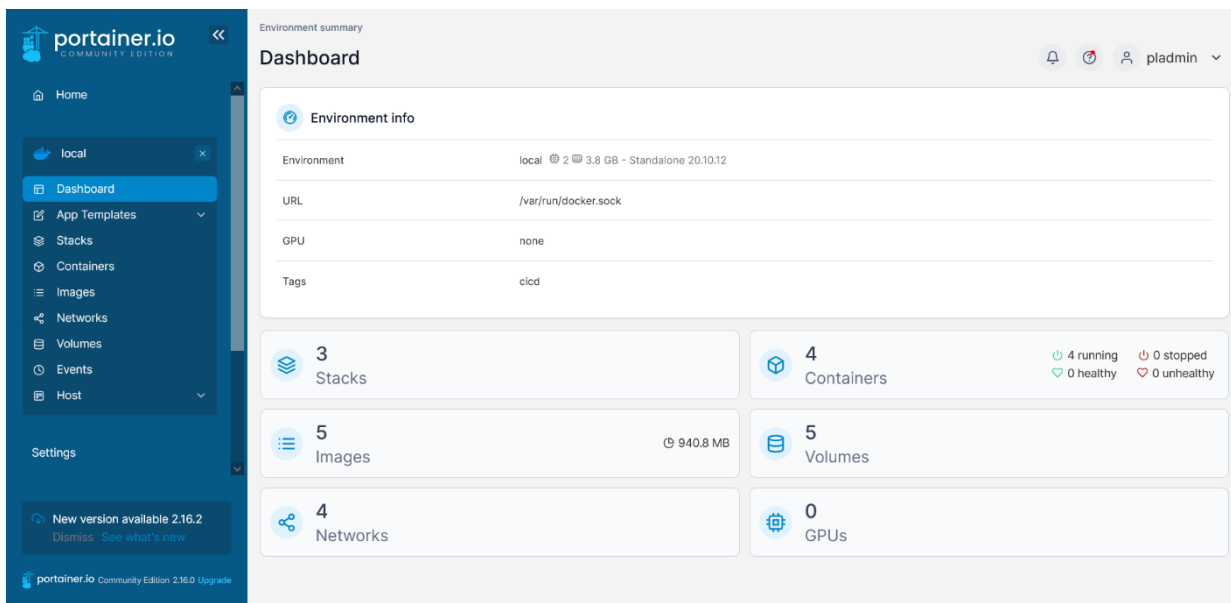 portainer.io
COMMUNITY EDITION
Home
local
Dashboard
App Templates
Stacks
Containers
Images
Networks
Volumes
Events
Host
Settings
New version available 2.16.2
Dismiss See what's new
portainer.io Community Edition 2.16.0 Upgrade
Environment summary
Dashboard
pladmin
Environment info
Environment local 2 3.8 GB - Standalone 20.10.12
URL /var/run/docker.sock
GPU none
Tags cicd
3
Stacks
4
Containers
4 running 0 stopped
0 healthy 0 unhealthy
5
Images
940.8 MB
5
Volumes
4
Networks
0
GPUs